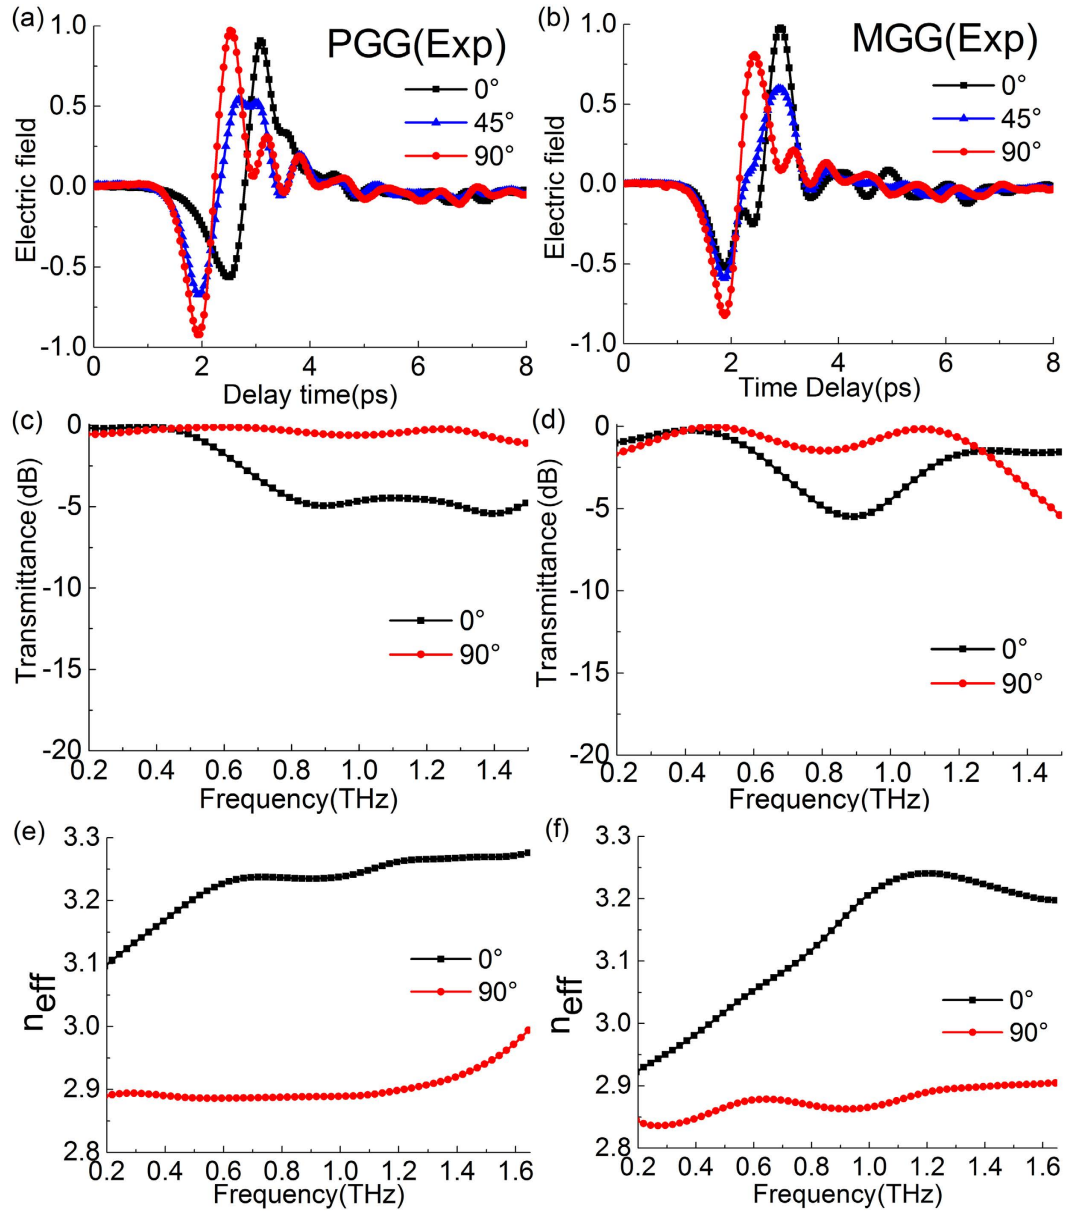 (a)
PGG(Exp)
0°
45°
90°
Electric field
1.0
0.5
0.0
-0.5
-1.0
0 2 4 6 8
Delay time(ps)
(b)
MGG(Exp)
0°
45°
90°
Electric field
1.0
0.5
0.0
-0.5
-1.0
0 2 4 6 8
Time Delay(ps)
(c)
Transmittance (dB)
0
-5
-10
-15
-20
0°
90°
0.2 0.4 0.6 0.8 1.0 1.2 1.4
Frequency(THz)
(d)
Transmittance (dB)
0
-5
-10
-15
-20
0°
90°
0.2 0.4 0.6 0.8 1.0 1.2 1.4
Frequency(THz)
(e)
neff
3.3
3.2
3.1
3.0
2.9
2.8
0°
90°
0.2 0.4 0.6 0.8 1.0 1.2 1.4 1.6
Frequency(THz)
(f)
neff
3.3
3.2
3.1
3.0
2.9
2.8
0°
90°
0.2 0.4 0.6 0.8 1.0 1.2 1.4 1.6
Frequency(THz)